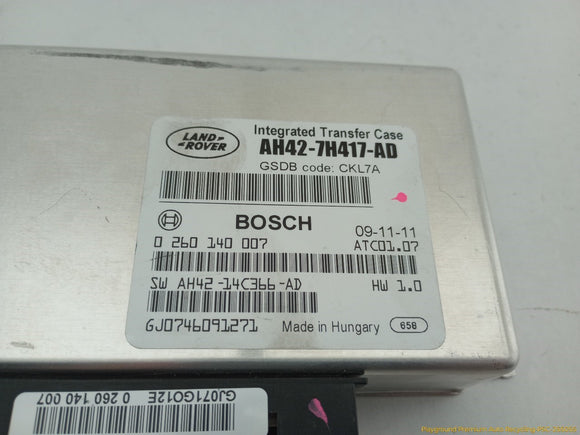 LAND-
-ROVER
Integrated Transfer Case
AH42-7H417-AD
GSDB code: CKL7A
BOSCH
09-11-11
0 260 140 007
ATC01.07
SW AH42-14C366-AD
HW 1.0
GJ0746091271
Made in Hungary
658
GJ071GO12E
0 260 140 007